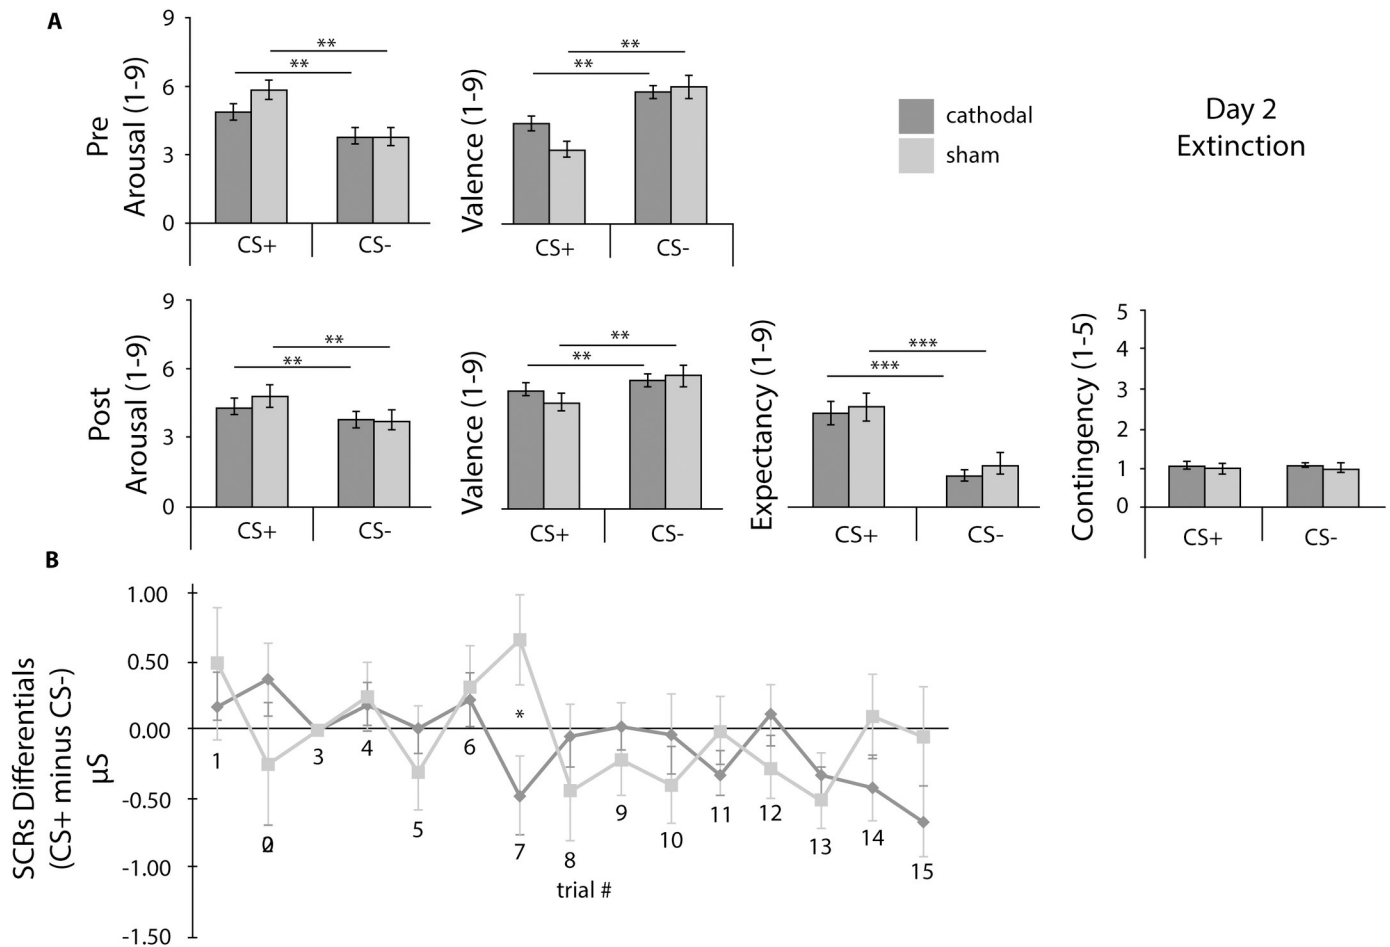 A
Pre
Arousal (1-9)
9
6
3
0
**
**
CS+
CS-
Valence (1-9)
**
**
CS+
CS-
cathodal
sham
Day 2
Extinction
Post
Arousal (1-9)
9
6
3
0
**
**
CS+
CS-
Valence (1-9)
**
**
CS+
CS-
Expectancy (1-9)
***
***
CS+
CS-
Contingency (1-5)
5
4
3
2
1
0
CS+
CS-
B
SCRs Differentials
(CS+ minus CS-)
µS
1.00
0.50
0.00
-0.50
-1.00
-1.50
*
1
2
3
4
5
6
7
8
9
10
11
12
13
14
15
trial #